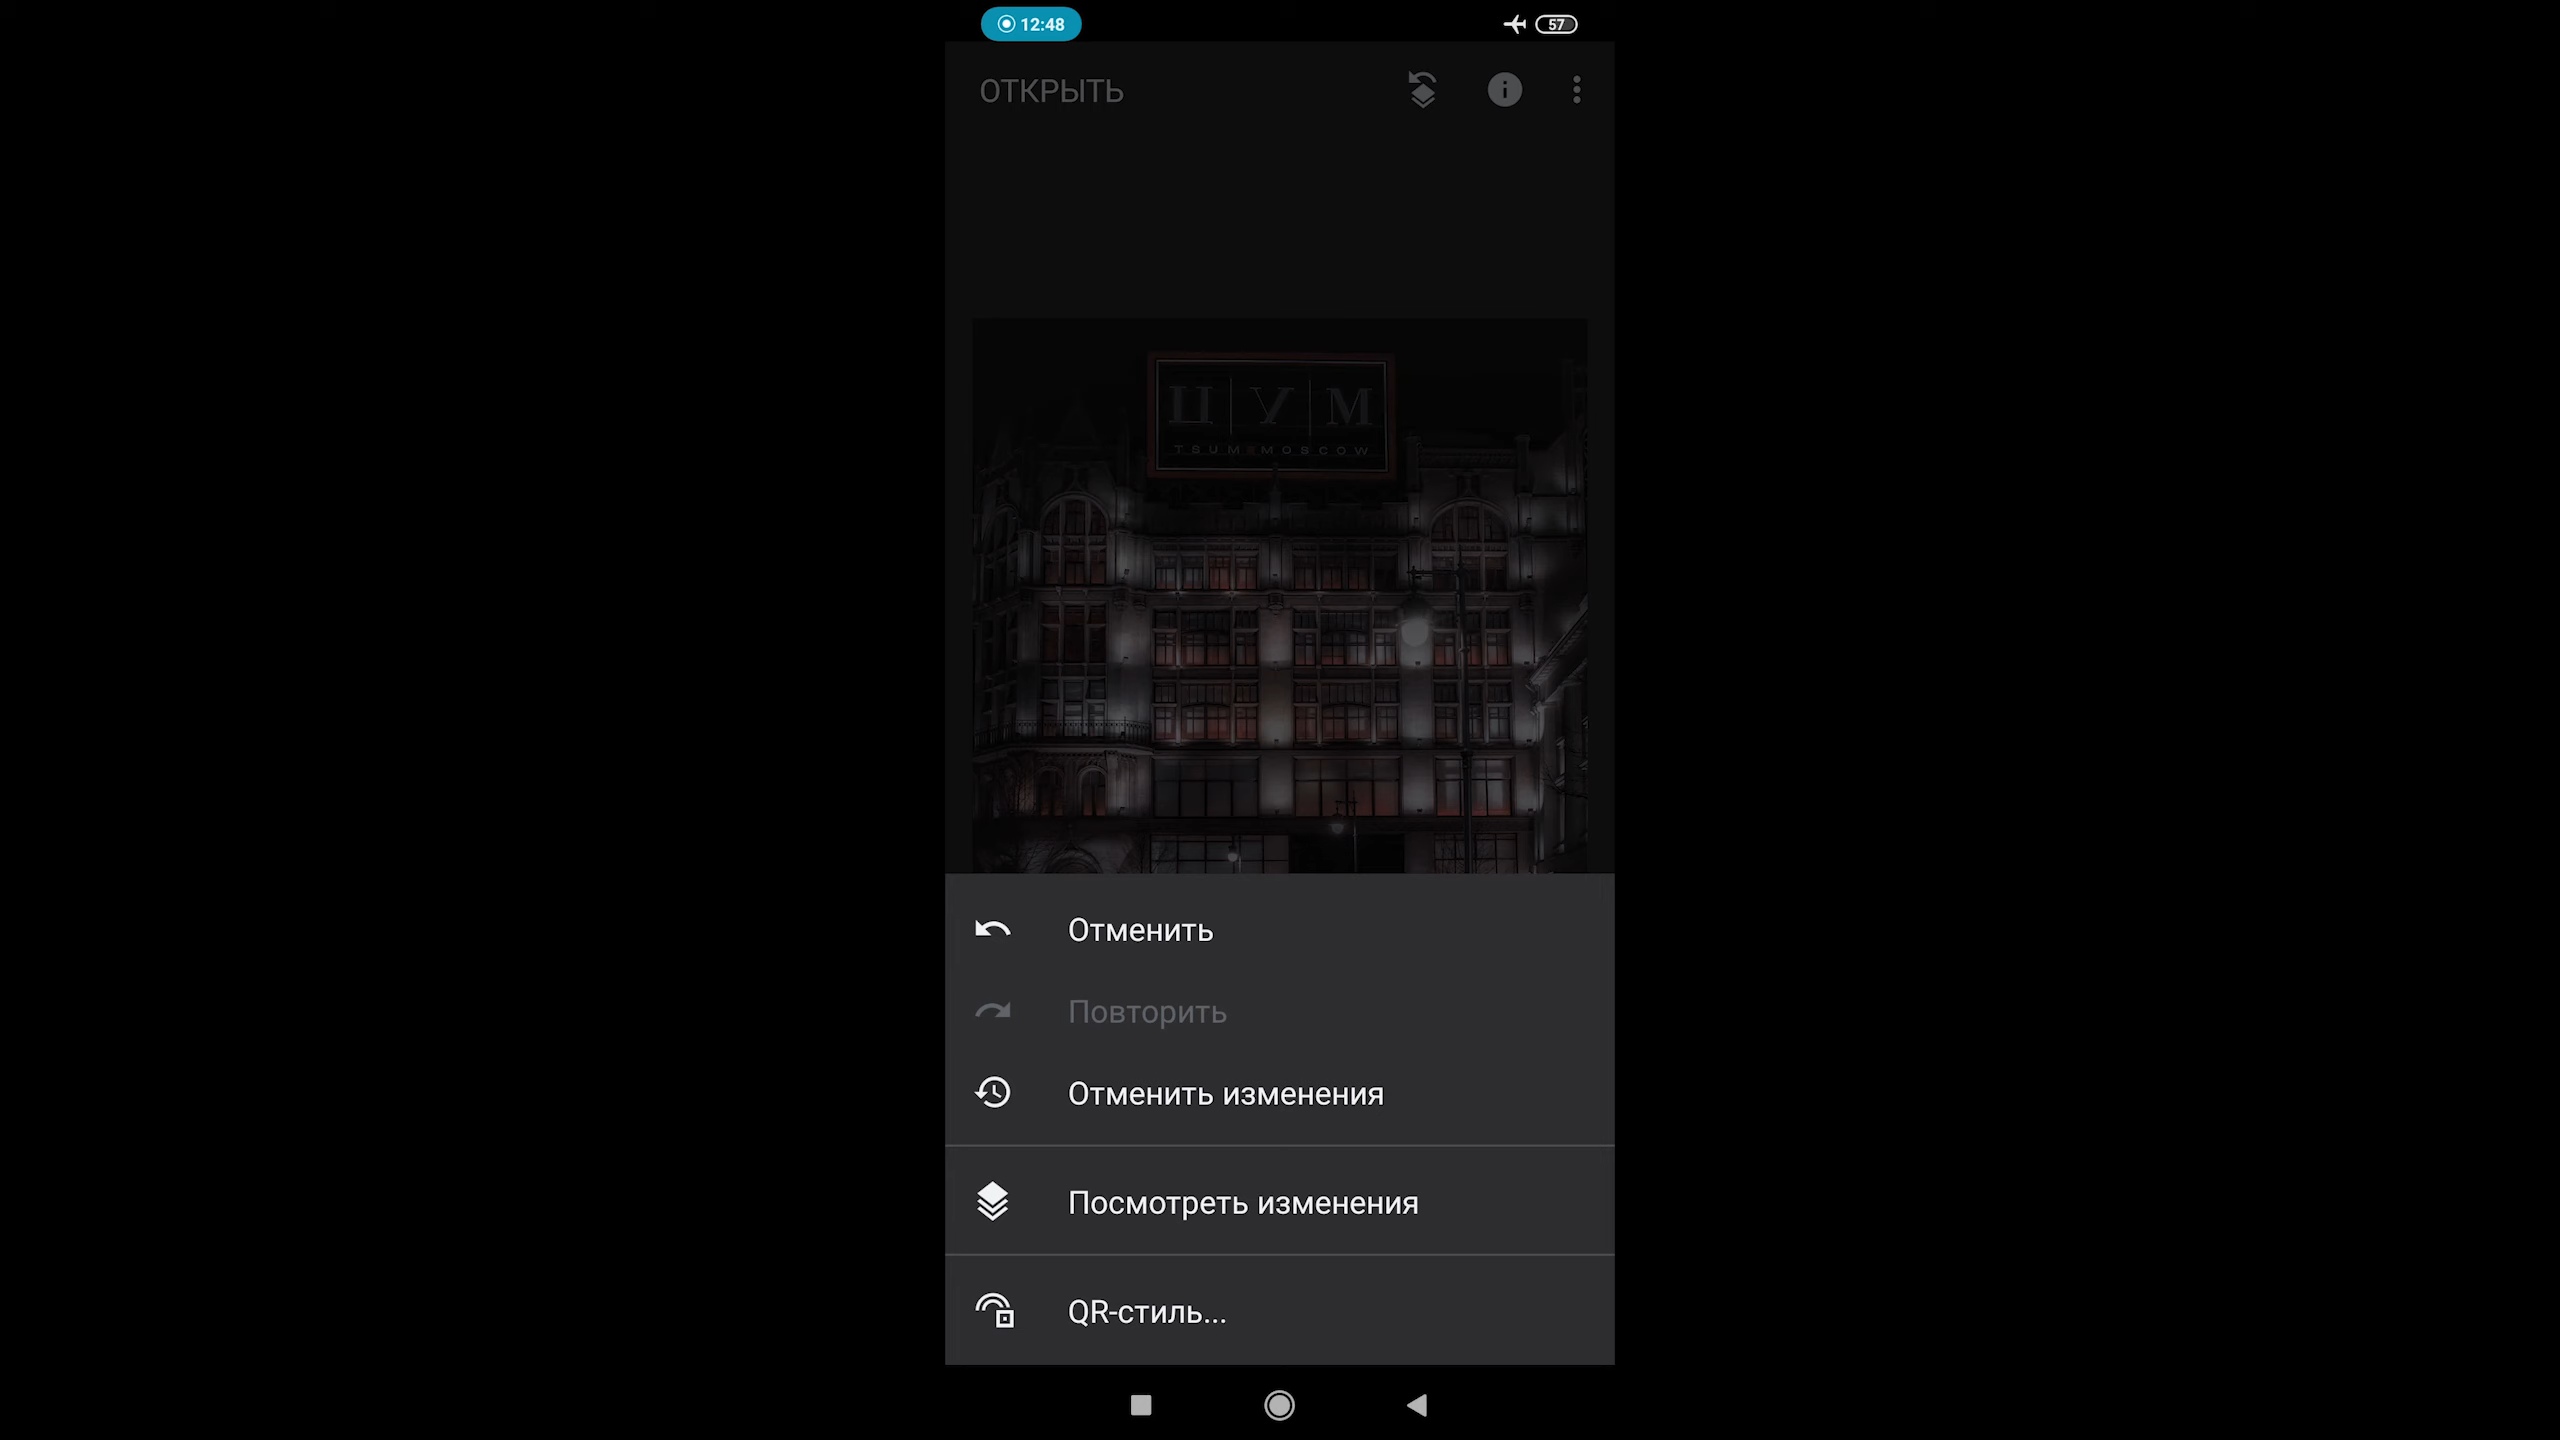 12:48
57
ОТКРЫТЬ
ЦУМ
TSUM MOSCOW
Отменить
Повторить
Отменить изменения
Посмотреть изменения
QR-стиль...